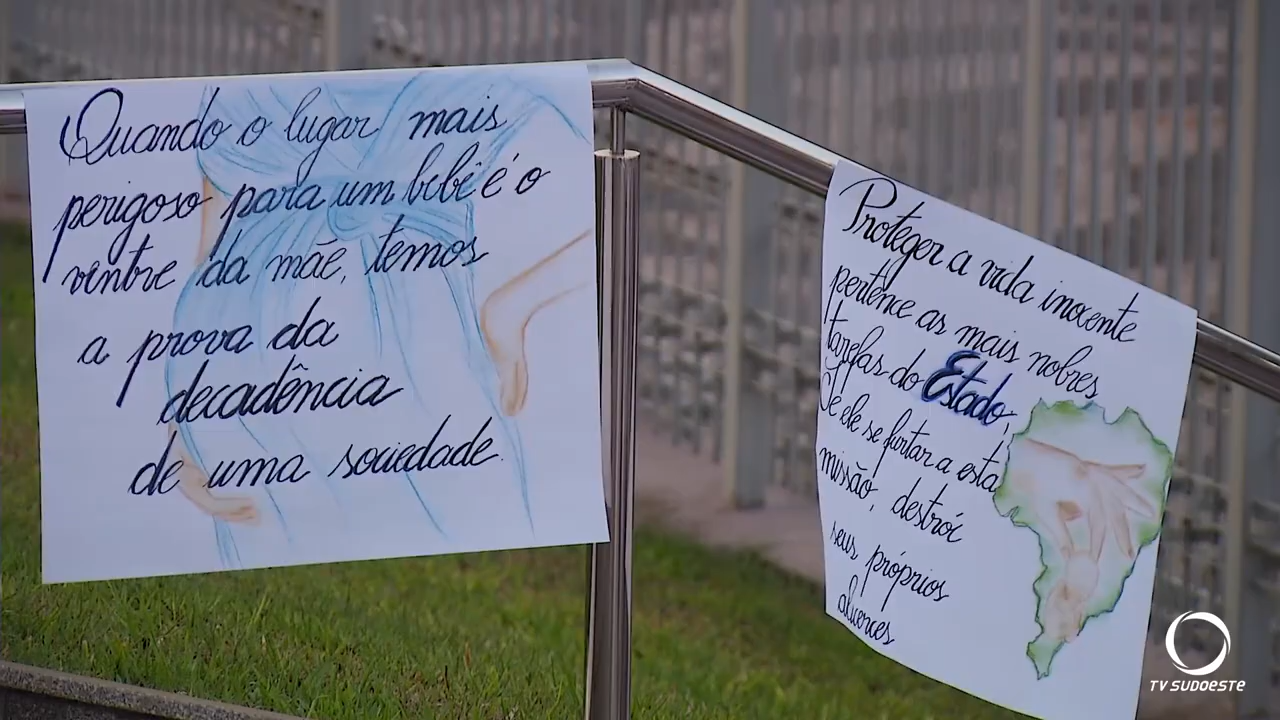 Quando o lugar mais
perigoso para um bebê é o
ventre da mãe, temos
a prova da
decadência
de uma sociedade.
Proteger a vida inocente
pertence as mais nobres
tarefas do Estado,
Se ele se furtar a esta
missão, destrói
seus próprios
alicerces
TV SUDOESTE